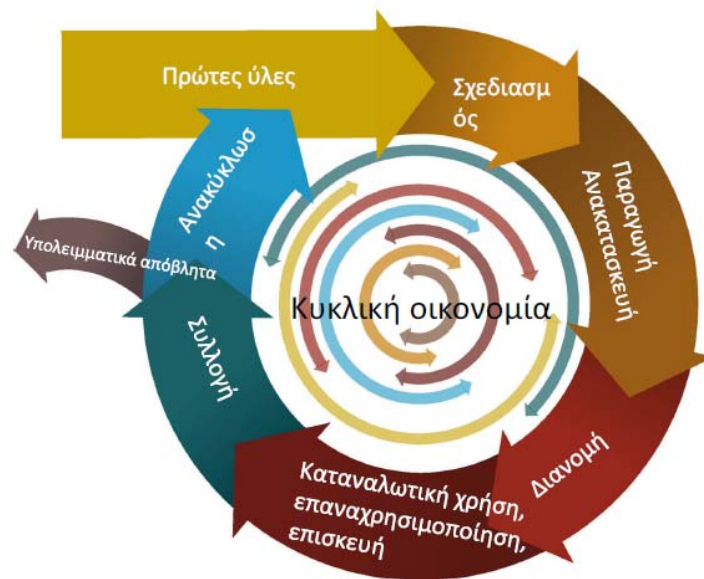 Πρώτες ύλες
Σχεδιασμ
ός
Παραγωγή
Ανακατασκευή
Διανομή
Καταναλωτική χρήση,
επαναχρησιμοποίηση,
επισκευή
Συλλογή
Ανακύκλωσ
η
Υπολειμματικά απόβλητα
Κυκλική οικονομία